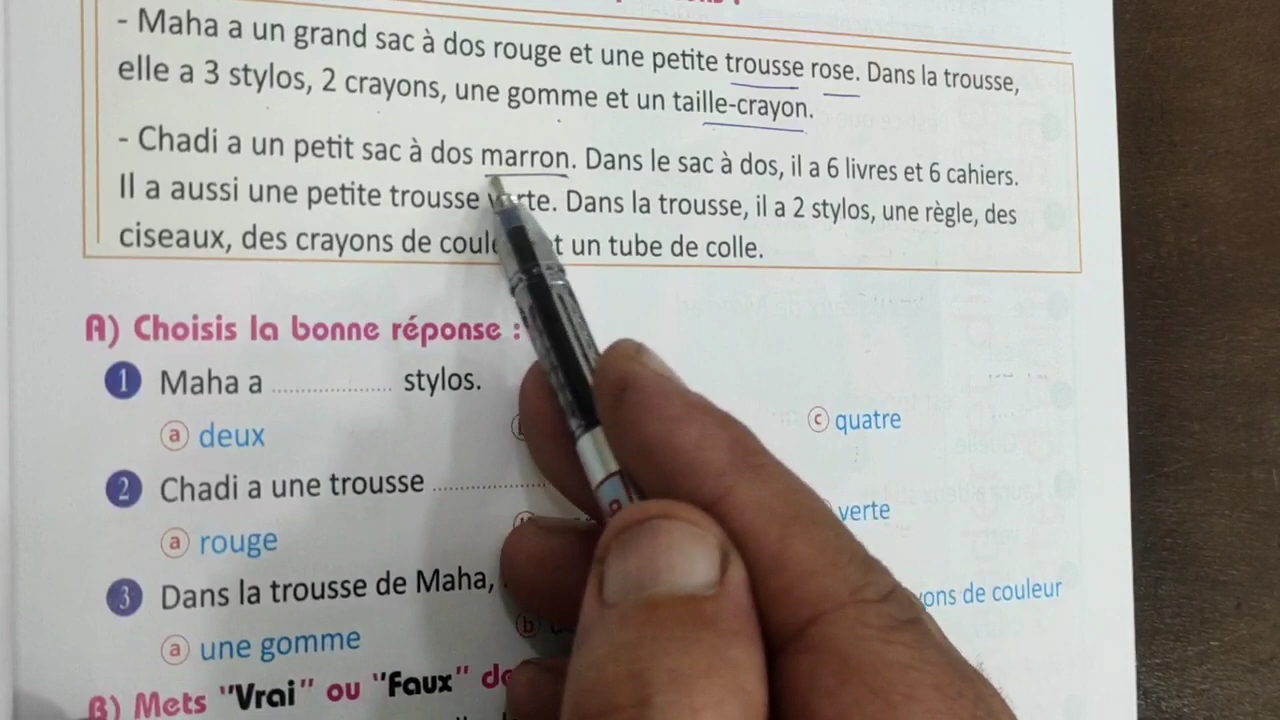 - Maha a un grand sac à dos rouge et une petite trousse rose. Dans la trousse,
elle a 3 stylos, 2 crayons, une gomme et un taille-crayon.
- Chadi a un petit sac à dos marron. Dans le sac à dos, il a 6 livres et 6 cahiers.
Il a aussi une petite trousse verte. Dans la trousse, il a 2 stylos, une règle, des
ciseaux, des crayons de couleur et un tube de colle.
A) Choisis la bonne réponse :
1 Maha a .................... stylos.
a deux c quatre
2 Chadi a une trousse ....................
a rouge verte
3 Dans la trousse de Maha,
a une gomme b crayons de couleur
B) Mets "Vrai" ou "Faux"